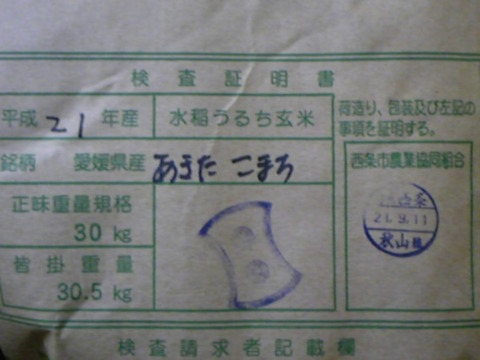 検査証明書
平成21年産
水稲うるち玄米
荷造り、包装及び左記の
事項を証明する。
銘柄 愛媛県産 あきた こまち
西条市農業協同組合
正味重量規格
30 kg
21.9.11
秋山
皆掛重量
30.5 kg
検査請求者記載欄